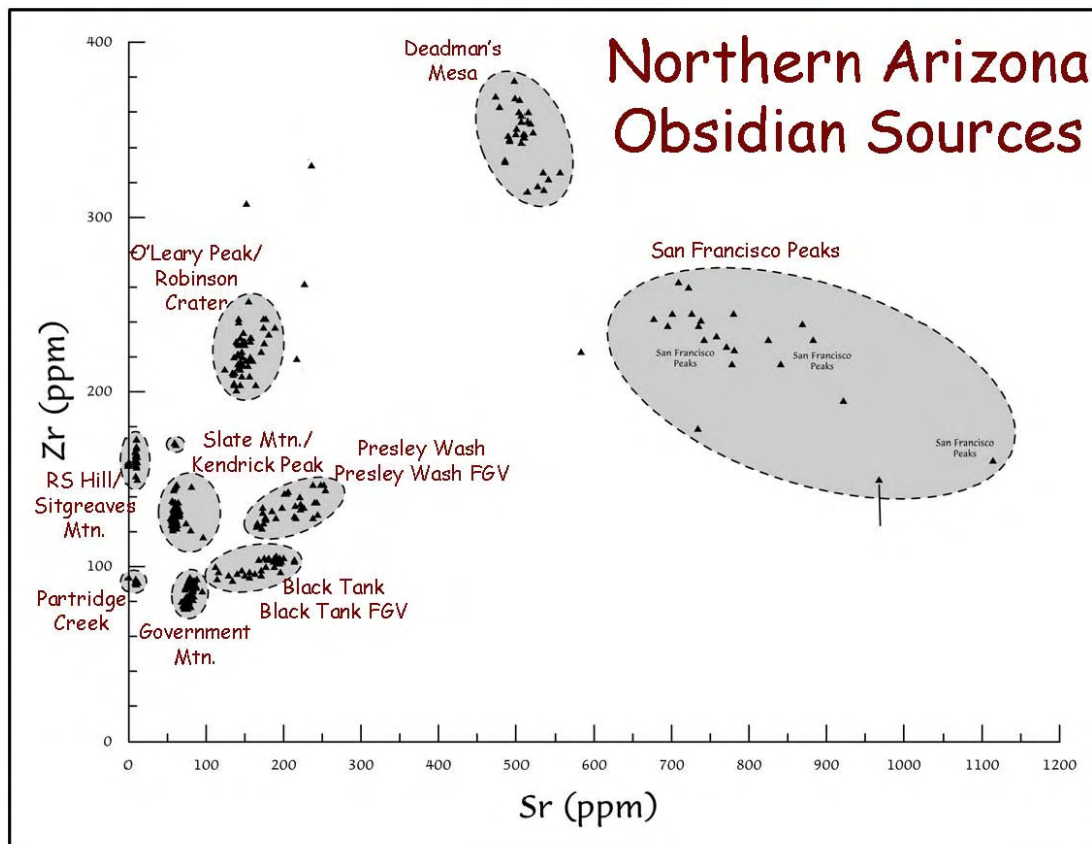 Northern Arizona
Obsidian Sources
400
300
200
100
0
Zr (ppm)
Deadman's
Mesa
San Francisco Peaks
San Francisco
Peaks
San Francisco
Peaks
San Francisco
Peaks
O'Leary Peak/
Robinson
Crater
Slate Mtn./
Kendrick Peak
Presley Wash
Presley Wash FGV
RS Hill/
Sitgreaves
Mtn.
Black Tank
Black Tank FGV
Partridge
Creek
Government
Mtn.
0 100 200 300 400 500 600 700 800 900 1000 1100 1200
Sr (ppm)